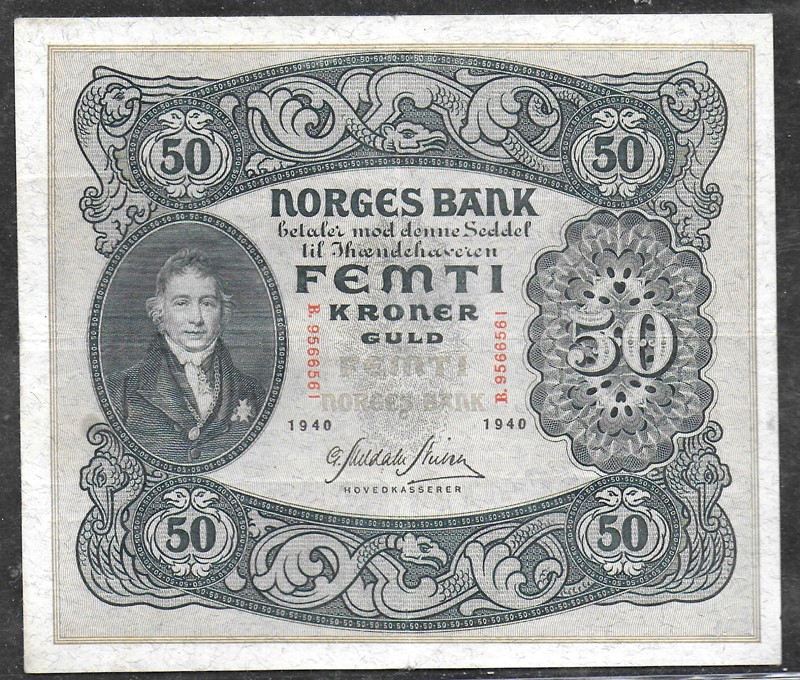 50 50
NORGES BANK
betaler mod denne Seddel
til Ihændehaveren
FEMTI
KRONER
GULD
B.9566561
B.9566561
50
FEMTI
NORGES BANK
1940 1940
HOVEDKASSERER
50 50